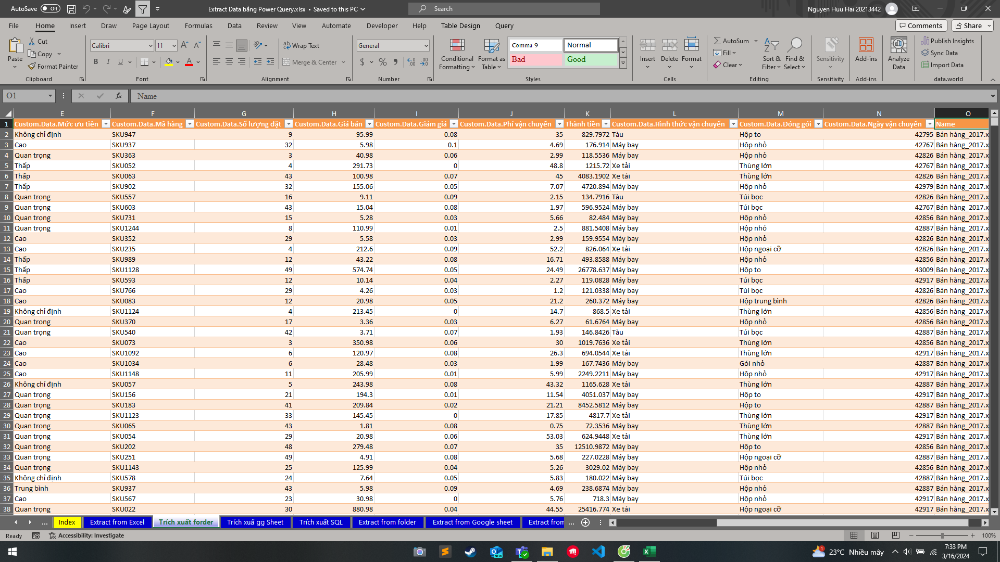 AutoSave Off Extract Data bằng Power Query.xlsx • Saved to this PC Search Nguyen Huu Hai 20213442
File Home Insert Draw Page Layout Formulas Data Review View Automate Developer Help Table Design Query Comments Share
Paste Cut Copy Format Painter Clipboard
Calibri 11 B I U Font
Wrap Text Merge & Center Alignment
General $ % Number
Conditional Formatting Format as Table Comma 9 Normal Bad Good Styles
Insert Delete Format Cells
AutoSum Fill Clear Sort & Filter Find & Select Editing
Sensitivity Sensitivity
Add-ins Add-ins
Analyze Data
Publish Insights Sync Data Import Data data.world
O1 fx Name
E F G H I J K L M N O
1 Custom.Data.Mức ưu tiên Custom.Data.Mã hàng Custom.Data.Số lượng đặt Custom.Data.Giá bán Custom.Data.Giảm giá Custom.Data.Phí vận chuyển Thành tiền Custom.Data.Hình thức vận chuyển Custom.Data.Đóng gói Custom.Data.Ngày vận chuyển Name
2 Không chỉ định SKU947 9 95.99 0.08 35 829.7972 Tàu Hộp to 42795 Bán hàng_2017.x
3 Cao SKU937 32 5.98 0.1 4.69 176.914 Máy bay Hộp nhỏ 42767 Bán hàng_2017.x
4 Quan trọng SKU363 3 40.98 0.06 2.99 118.5536 Máy bay Hộp nhỏ 42826 Bán hàng_2017.x
5 Thấp SKU052 4 291.73 0 48.8 1215.72 Xe tải Thùng lớn 42767 Bán hàng_2017.x
6 Thấp SKU063 43 100.98 0.07 45 4083.1902 Xe tải Thùng lớn 42826 Bán hàng_2017.x
7 Thấp SKU902 32 155.06 0.05 7.07 4720.894 Máy bay Hộp nhỏ 42979 Bán hàng_2017.x
8 Quan trọng SKU557 16 9.11 0.09 2.15 134.7916 Tàu Túi bọc 42826 Bán hàng_2017.x
9 Quan trọng SKU603 43 15.04 0.08 1.97 596.9524 Máy bay Túi bọc 42767 Bán hàng_2017.x
10 Quan trọng SKU731 15 5.28 0.03 5.66 82.484 Máy bay Hộp nhỏ 42856 Bán hàng_2017.x
11 Quan trọng SKU1244 8 110.99 0.01 2.5 881.5408 Máy bay Hộp nhỏ 42887 Bán hàng_2017.x
12 Cao SKU352 29 5.58 0.03 2.99 159.9554 Máy bay Hộp nhỏ 42826 Bán hàng_2017.x
13 Cao SKU235 4 212.6 0.09 52.2 826.064 Xe tải Hộp ngoại cỡ 42826 Bán hàng_2017.x
14 Thấp SKU989 12 43.22 0.08 16.71 493.8588 Máy bay Hộp nhỏ 42856 Bán hàng_2017.x
15 Thấp SKU1128 49 574.74 0.05 24.49 26778.637 Máy bay Hộp to 43009 Bán hàng_2017.x
16 Thấp SKU593 12 10.14 0.04 2.27 119.0828 Máy bay Túi bọc 42917 Bán hàng_2017.x
17 Cao SKU766 29 4.26 0.03 1.2 121.0338 Máy bay Túi bọc 42826 Bán hàng_2017.x
18 Cao SKU083 12 20.98 0.05 21.2 260.372 Máy bay Hộp trung bình 42826 Bán hàng_2017.x
19 Không chỉ định SKU1124 4 213.45 0 14.7 868.5 Xe tải Thùng lớn 42856 Bán hàng_2017.x
20 Quan trọng SKU370 17 3.36 0.03 6.27 61.6764 Máy bay Hộp nhỏ 42856 Bán hàng_2017.x
21 Quan trọng SKU540 42 3.71 0.07 1.93 146.8426 Tàu Túi bọc 42887 Bán hàng_2017.x
22 Cao SKU073 3 350.98 0.06 30 1019.7636 Xe tải Thùng lớn 42856 Bán hàng_2017.x
23 Cao SKU1092 6 120.97 0.08 26.3 694.0544 Xe tải Thùng lớn 42917 Bán hàng_2017.x
24 Cao SKU1034 6 28.48 0.03 1.99 167.7436 Máy bay Gói nhỏ 42887 Bán hàng_2017.x
25 Cao SKU1148 11 205.99 0.01 5.99 2249.2211 Máy bay Hộp nhỏ 42917 Bán hàng_2017.x
26 Không chỉ định SKU057 5 243.98 0.08 43.32 1165.628 Xe tải Thùng lớn 42887 Bán hàng_2017.x
27 Quan trọng SKU156 21 194.3 0.01 11.54 4051.037 Máy bay Hộp to 42917 Bán hàng_2017.x
28 Quan trọng SKU183 41 209.84 0.02 21.21 8452.5812 Máy bay Hộp to 42887 Bán hàng_2017.x
29 Quan trọng SKU1123 33 145.45 0 17.85 4817.7 Xe tải Thùng lớn 42917 Bán hàng_2017.x
30 Quan trọng SKU065 43 1.81 0.08 0.75 72.3536 Máy bay Thùng lớn 42887 Bán hàng_2017.x
31 Quan trọng SKU054 29 20.98 0.06 53.03 624.9448 Xe tải Thùng lớn 42917 Bán hàng_2017.x
32 Quan trọng SKU202 48 279.48 0.07 35 12510.9872 Máy bay Hộp to 42856 Bán hàng_2017.x
33 Quan trọng SKU251 49 4.91 0.08 5.68 227.0228 Máy bay Hộp ngoại cỡ 42887 Bán hàng_2017.x
34 Quan trọng SKU1143 25 125.99 0.04 5.26 3029.02 Máy bay Hộp nhỏ 42856 Bán hàng_2017.x
35 Không chỉ định SKU578 24 7.64 0.05 5.83 180.022 Máy bay Túi bọc 42887 Bán hàng_2017.x
36 Trung bình SKU937 43 5.98 0.09 4.69 238.6874 Máy bay Hộp nhỏ 42887 Bán hàng_2017.x
37 Cao SKU567 23 30.98 0 5.76 718.3 Máy bay Hộp nhỏ 42917 Bán hàng_2017.x
38 Quan trọng SKU022 30 880.98 0.04 44.55 25416.774 Xe tải Hộp ngoại cỡ 42917 Bán hàng_2017.x
... Index Extract from Excel Trích xuất forder Trích xuấ gg Sheet Trích xuất SQL Extract from folder Extract from Google sheet Extract from ...
Ready Accessibility: Investigate 100%
1 23°C Nhiều mây 7:33 PM
3/16/2024